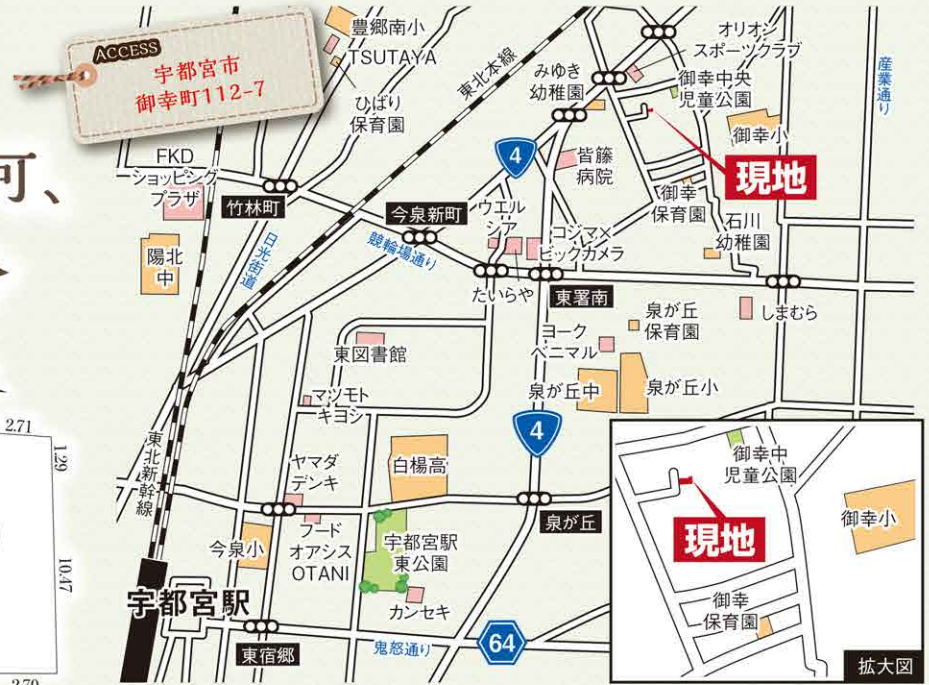 ACCESS
宇都宮市
御幸町112-7
可、
2.71
1.29
10.47
2.70
豊郷南小
TSUTAYA
ひばり
保育園
東北本線
オリオン
スポーツクラブ
みゆき
幼稚園
御幸中央
児童公園
御幸小
産業通り
現地
4
皆藤
病院
御幸
保育園
石川
幼稚園
FKD
ショッピング
プラザ
竹林町
今泉新町
ウエル
シア
コジマ×
ビックカメラ
陽北
中
日光街道
競輪場通り
たいらや
東署南
しまむら
東図書館
ヨーク
ベニマル
泉が丘
保育園
泉が丘中
泉が丘小
マツモト
キヨシ
4
東北新幹線
ヤマダ
デンキ
白楊高
泉が丘
今泉小
フード
オアシス
OTANI
宇都宮駅
東公園
カンセキ
宇都宮駅
東宿郷
鬼怒通り
64
御幸中
児童公園
現地
御幸小
御幸
保育園
拡大図